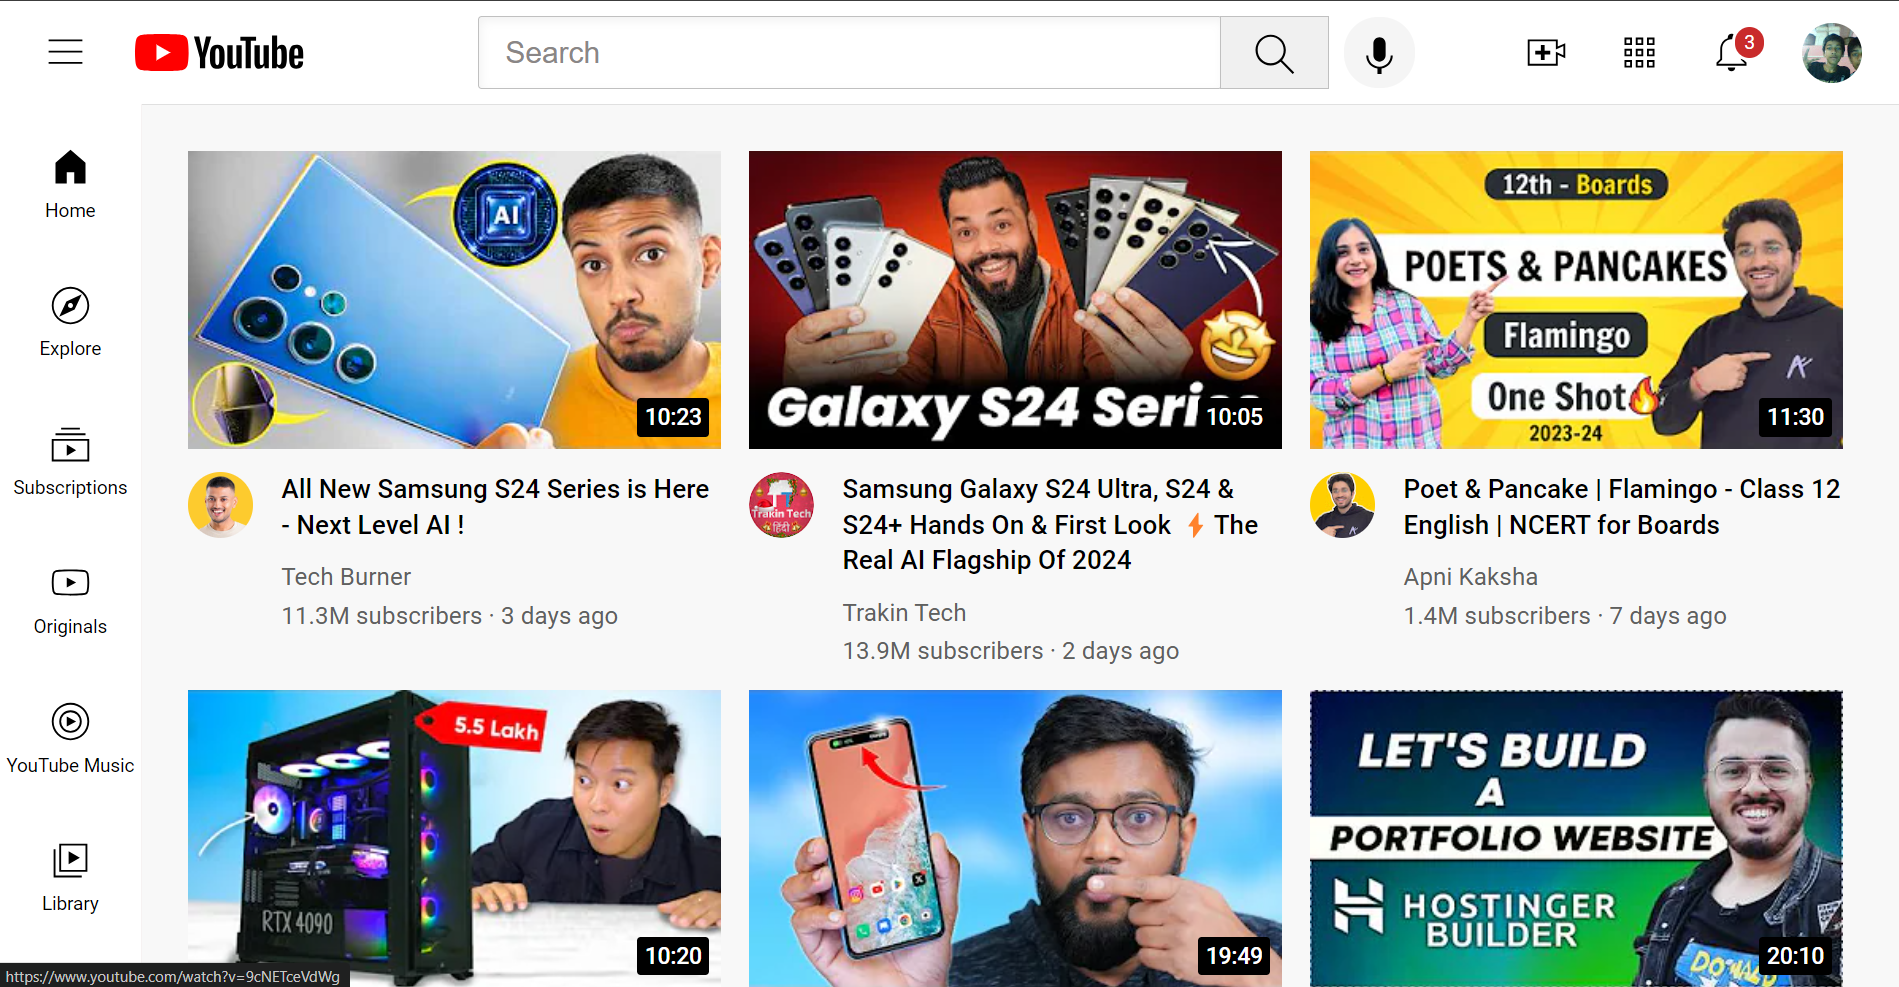 YouTube
Search
3
Home
Explore
Subscriptions
Originals
YouTube Music
Library
AI
10:23
All New Samsung S24 Series is Here
- Next Level AI !
Tech Burner
11.3M subscribers · 3 days ago
Galaxy S24 Seri
10:05
Trakin Tech
Samsung Galaxy S24 Ultra, S24 &
S24+ Hands On & First Look ⚡ The
Real AI Flagship Of 2024
Trakin Tech
13.9M subscribers · 2 days ago
12th - Boards
POETS & PANCAKES
Flamingo
One Shot🔥
2023-24
11:30
Poet & Pancake | Flamingo - Class 12
English | NCERT for Boards
Apni Kaksha
1.4M subscribers · 7 days ago
5.5 Lakh
RTX 4090
10:20
19:49
LET'S BUILD
A
PORTFOLIO WEBSITE
HOSTINGER
BUILDER
20:10
https://www.youtube.com/watch?v=9cNETceVdWg